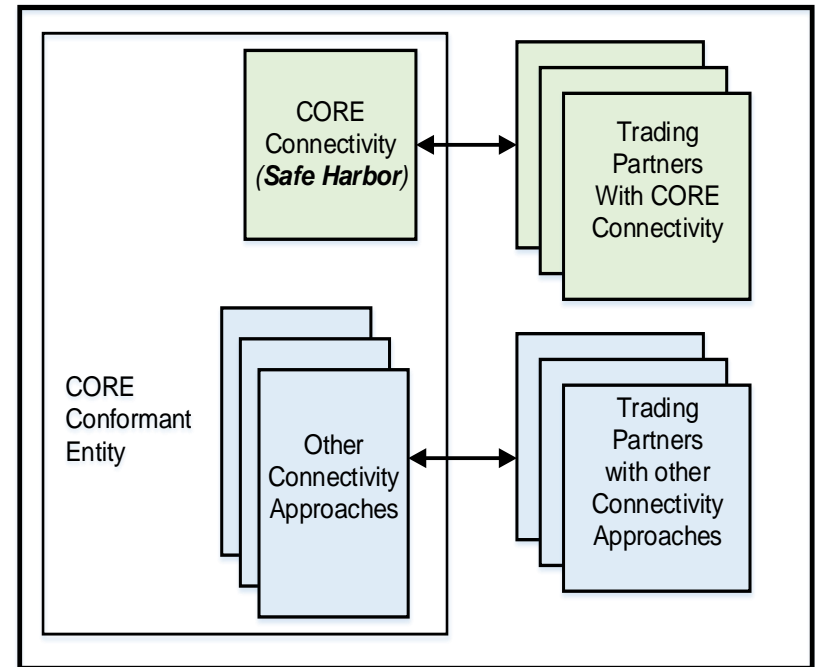 CORE
Connectivity
(Safe Harbor)
Trading
Partners
With CORE
Connectivity
CORE
Conformant
Entity
Other
Connectivity
Approaches
Trading
Partners
with other
Connectivity
Approaches